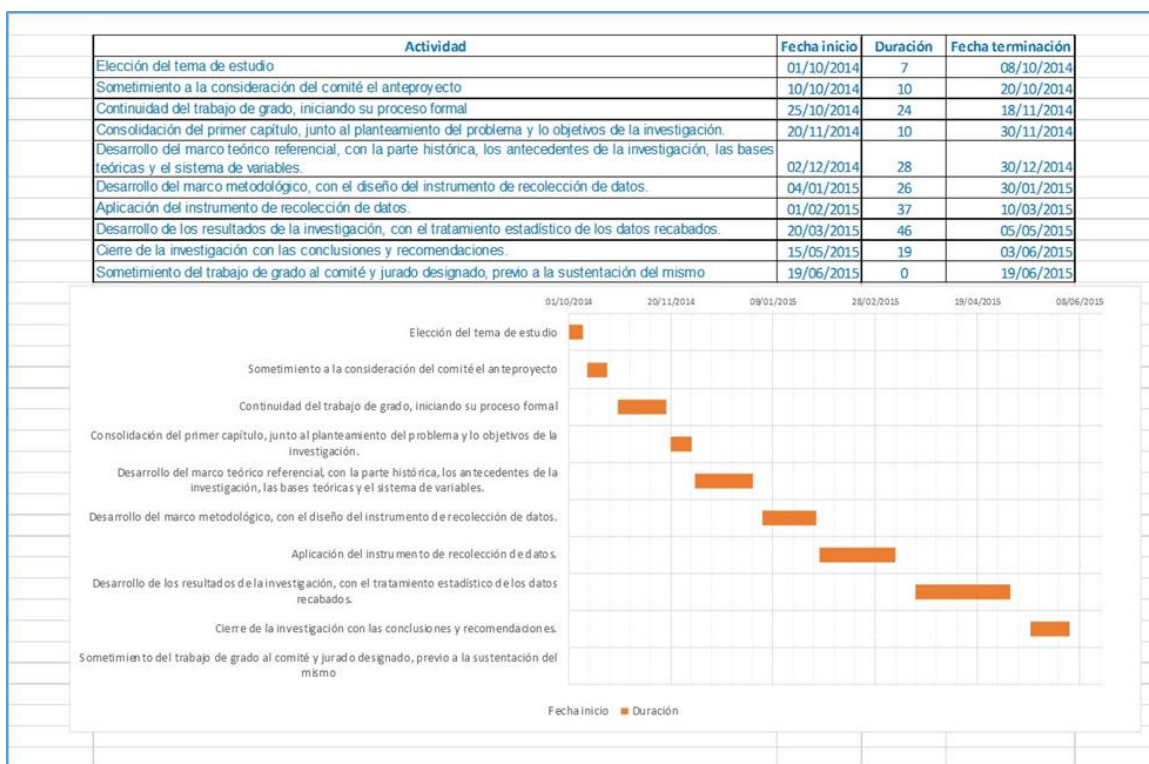 Actividad Fecha inicio Duración Fecha terminación
Elección del tema de estudio 01/10/2014 7 08/10/2014
Sometimiento a la consideración del comité el anteproyecto 10/10/2014 10 20/10/2014
Continuidad del trabajo de grado, iniciando su proceso formal 25/10/2014 24 18/11/2014
Consolidación del primer capítulo, junto al planteamiento del problema y lo objetivos de la investigación. 20/11/2014 10 30/11/2014
Desarrollo del marco teórico referencial, con la parte histórica, los antecedentes de la investigación, las bases
teóricas y el sistema de variables. 02/12/2014 28 30/12/2014
Desarrollo del marco metodológico, con el diseño del instrumento de recolección de datos. 04/01/2015 26 30/01/2015
Aplicación del instrumento de recolección de datos. 01/02/2015 37 10/03/2015
Desarrollo de los resultados de la investigación, con el tratamiento estadístico de los datos recabados. 20/03/2015 46 05/05/2015
Cierre de la investigación con las conclusiones y recomendaciones. 15/05/2015 19 03/06/2015
Sometimiento del trabajo de grado al comité y jurado designado, previo a la sustentación del mismo 19/06/2015 0 19/06/2015
01/10/2014 20/11/2014 09/01/2015 28/02/2015 19/04/2015 08/06/2015
Elección del tema de estudio
Sometimiento a la consideración del comité el anteproyecto
Continuidad del trabajo de grado, iniciando su proceso formal
Consolidación del primer capítulo, junto al planteamiento del problema y lo objetivos de la
investigación.
Desarrollo del marco teórico referencial, con la parte histórica, los antecedentes de la
investigación, las bases teóricas y el sistema de variables.
Desarrollo del marco metodológico, con el diseño del instrumento de recolección de datos.
Aplicación del instrumento de recolección de datos.
Desarrollo de los resultados de la investigación, con el tratamiento estadístico de los datos
recabados.
Cierre de la investigación con las conclusiones y recomendaciones.
Sometimiento del trabajo de grado al comité y jurado designado, previo a la sustentación del
mismo
Fecha inicio Duración